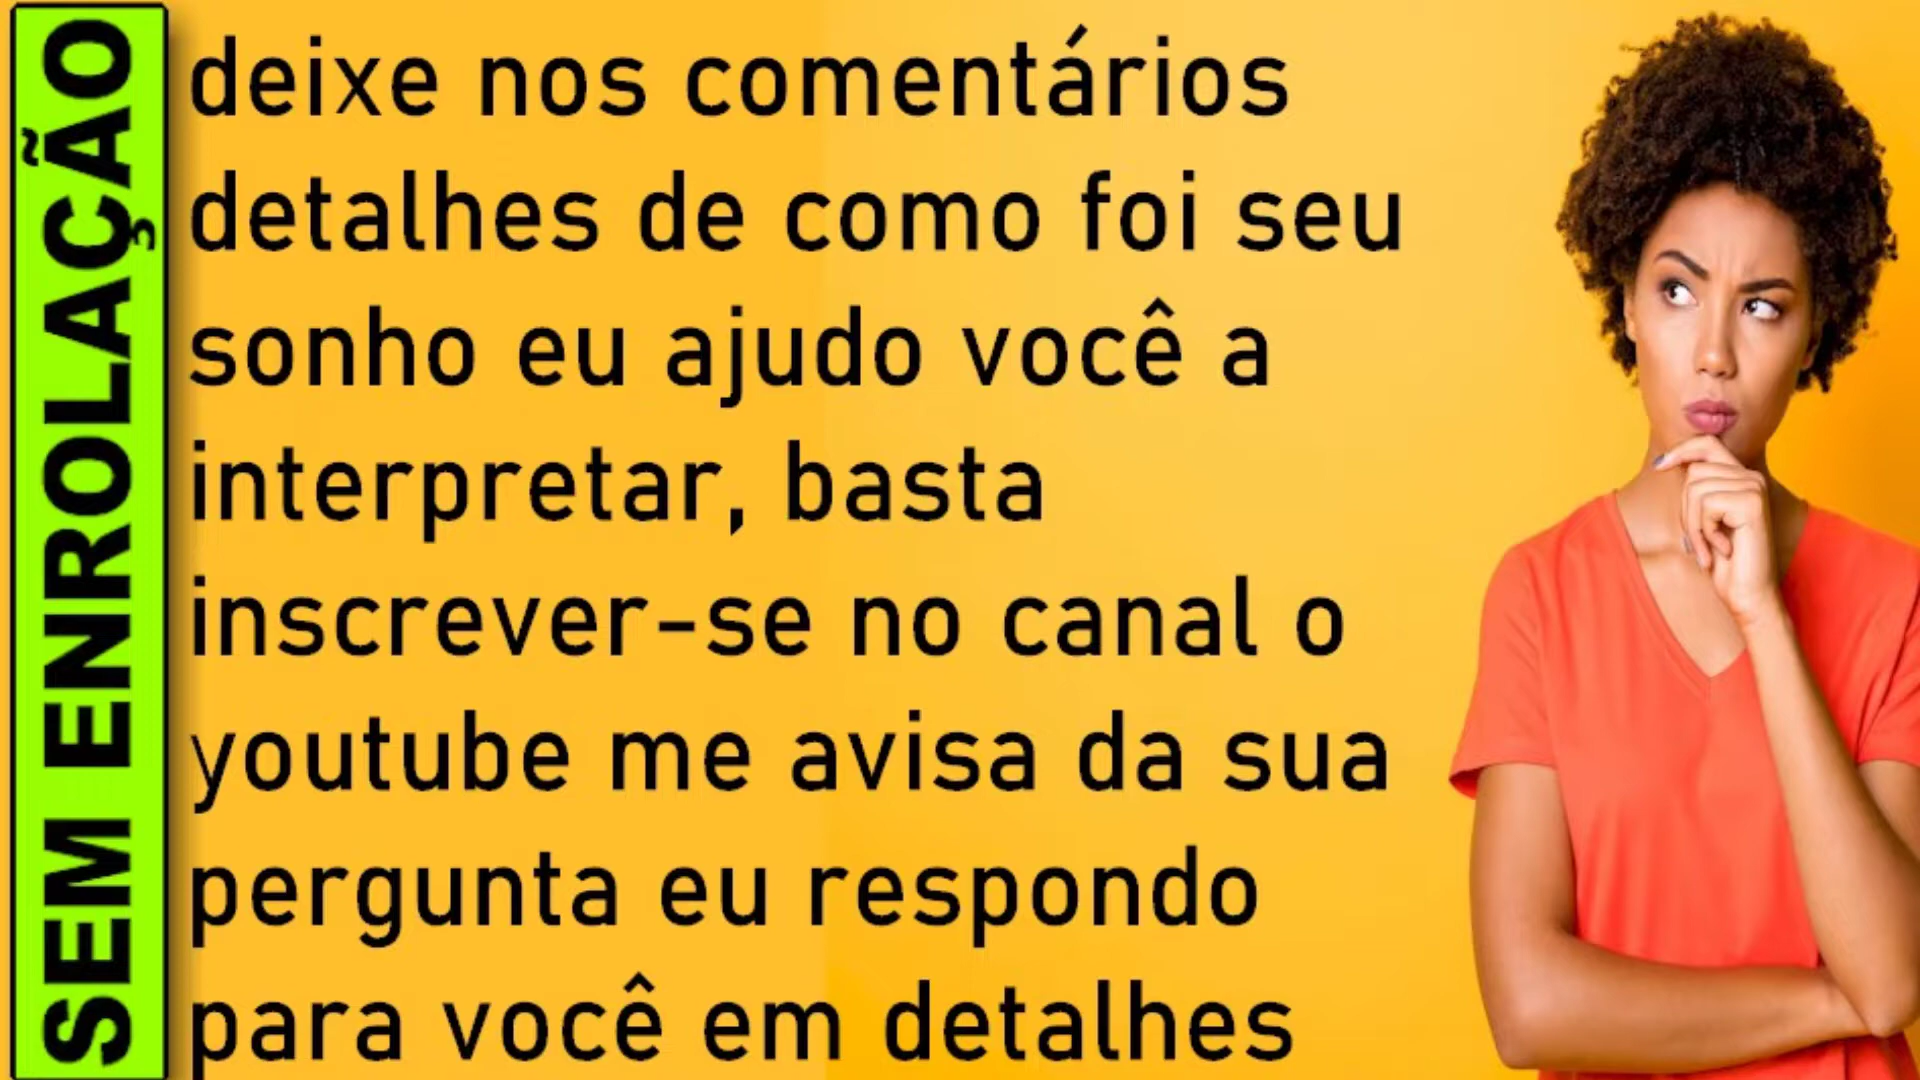 SEM ENROLAÇÃO
deixe nos comentários
detalhes de como foi seu
sonho eu ajudo você a
interpretar, basta
inscrever-se no canal o
youtube me avisa da sua
pergunta eu respondo
para você em detalhes